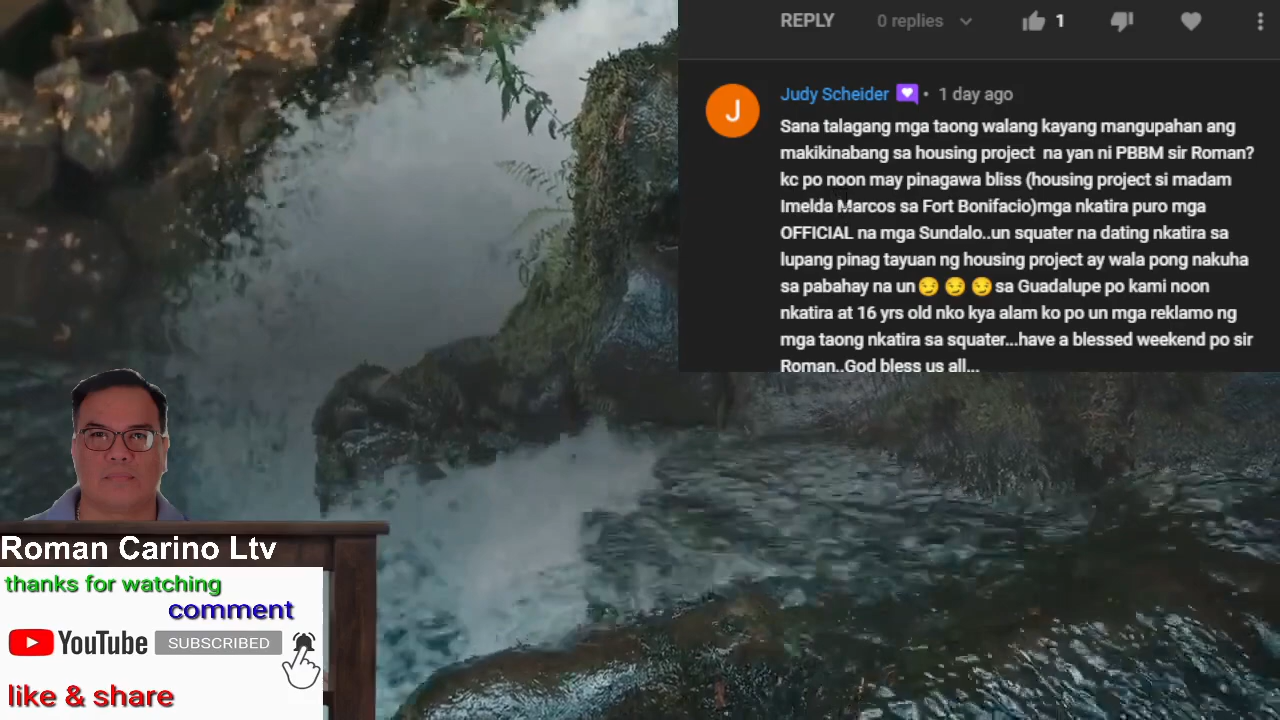 REPLY 0 replies 1
J
Judy Scheider • 1 day ago
Sana talagang mga taong walang kayang mangupahan ang
makikinabang sa housing project na yan ni PBBM sir Roman?
kc po noon may pinagawa bliss (housing project si madam
Imelda Marcos sa Fort Bonifacio)mga nkatira puro mga
OFFICIAL na mga Sundalo..un squater na dating nkatira sa
lupang pinag tayuan ng housing project ay wala pong nakuha
sa pabahay na un😏 😏 😏 sa Guadalupe po kami noon
nkatira at 16 yrs old nko kya alam ko po un mga reklamo ng
mga taong nkatira sa squater...have a blessed weekend po sir
Roman..God bless us all...
Roman Carino Ltv
thanks for watching
comment
YouTube SUBSCRIBED
like & share